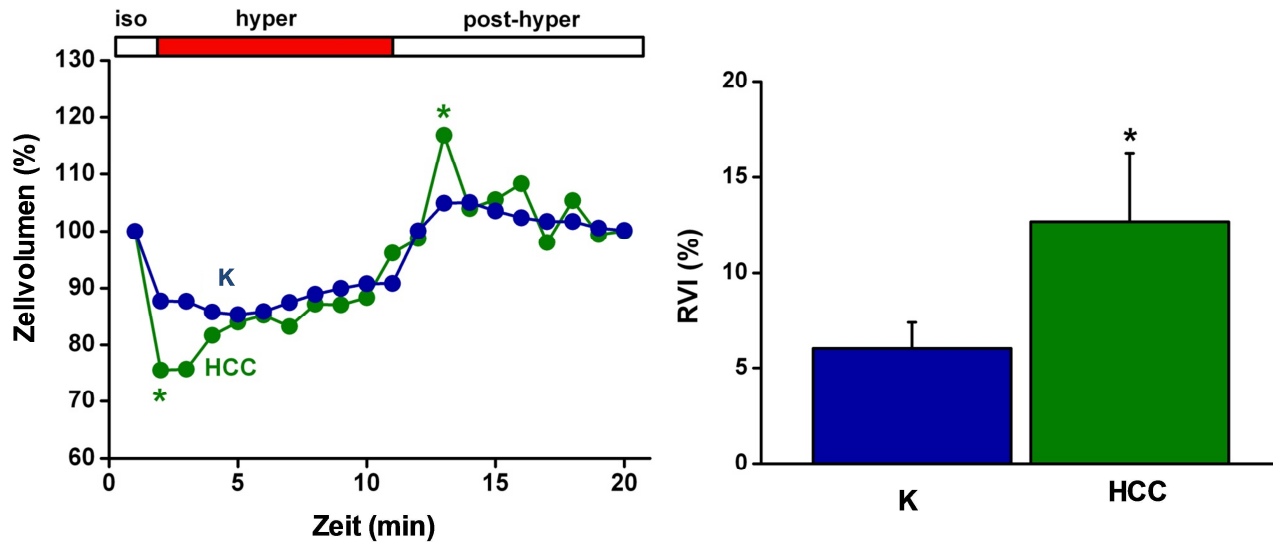 iso hyper post-hyper
130
120
110
100
90
80
70
60
Zellvolumen (%)
*
K
HCC
*
0 5 10 15 20
Zeit (min)
20
15
10
5
0
RVI (%)
*
K HCC